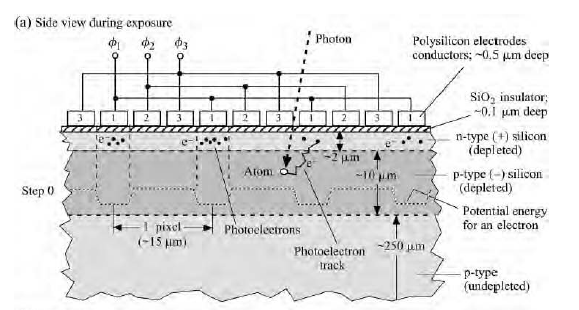 (a) Side view during exposure
ϕ1 ϕ2 ϕ3
Photon
Polysilicon electrodes
conductors; ~0.5 μm deep
3 1 2 3 1 2 3 1 2 3 1
SiO2 insulator;
~0.1 μm deep
e⁻ e⁻ e⁻ e⁻
n-type (+) silicon
(depleted)
~2 μm
Atom
~10 μm
p-type (−) silicon
(depleted)
Step 0
Potential energy
for an electron
1 pixel
(~15 μm)
Photoelectrons
Photoelectron
track
~250 μm
p-type
(undepleted)